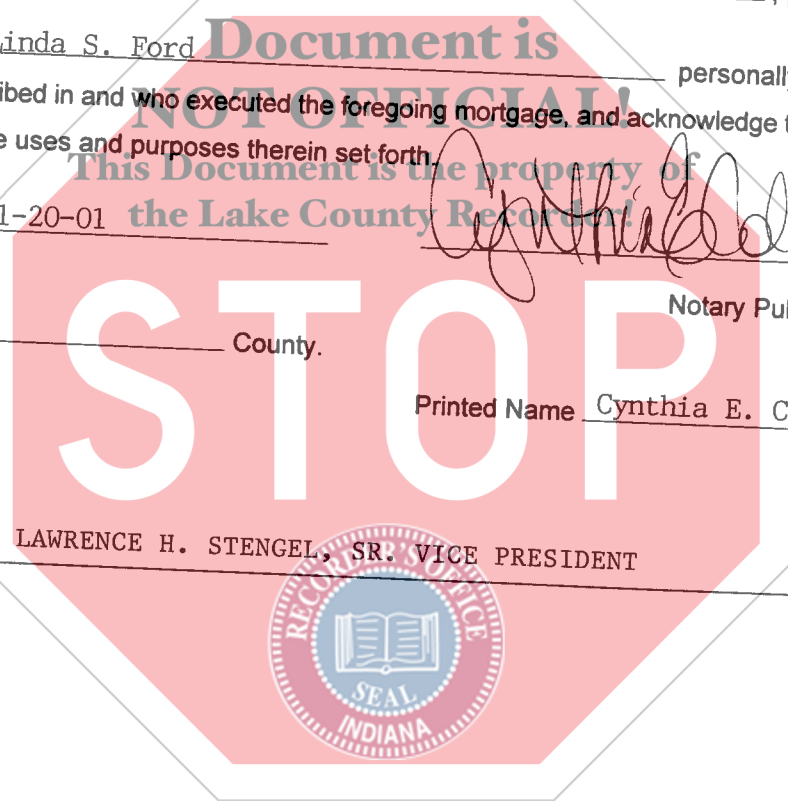 Linda S. Ford
Document is
personally
ibed in and who executed the foregoing mortgage, and acknowledge t
NOT OFFICIAL!
e uses and purposes therein set forth.
This Document is the property of
1-20-01
the Lake County Recorder!
Notary Pu
County.
Printed Name Cynthia E. C
STOP
LAWRENCE H. STENGEL, SR. VICE PRESIDENT
RECORDER'S OFFICE
SEAL
INDIANA